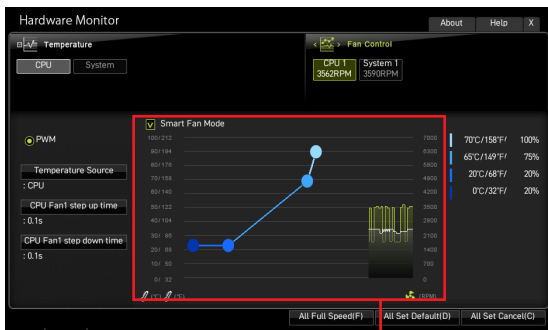 Hardware Monitor
About Help X
Temperature
Fan Control
CPU System
CPU 1 System 1
3562RPM 3590RPM
Smart Fan Mode
PWM
Temperature Source
: CPU
CPU Fan1 step up time
: 0.1s
CPU Fan1 step down time
: 0.1s
100/212 7000
90/194 6300
80/176 5600
70/158 4900
60/140 4200
50/122 3500
40/104 2800
30/ 86 2100
20/ 68 1400
10/ 50 700
0/ 32 0
(°C) (°F) (RPM)
70°C/158°F/ 100%
65°C/149°F/ 75%
20°C/68°F/ 20%
0°C/32°F/ 20%
All Full Speed(F) All Set Default(D) All Set Cancel(C)